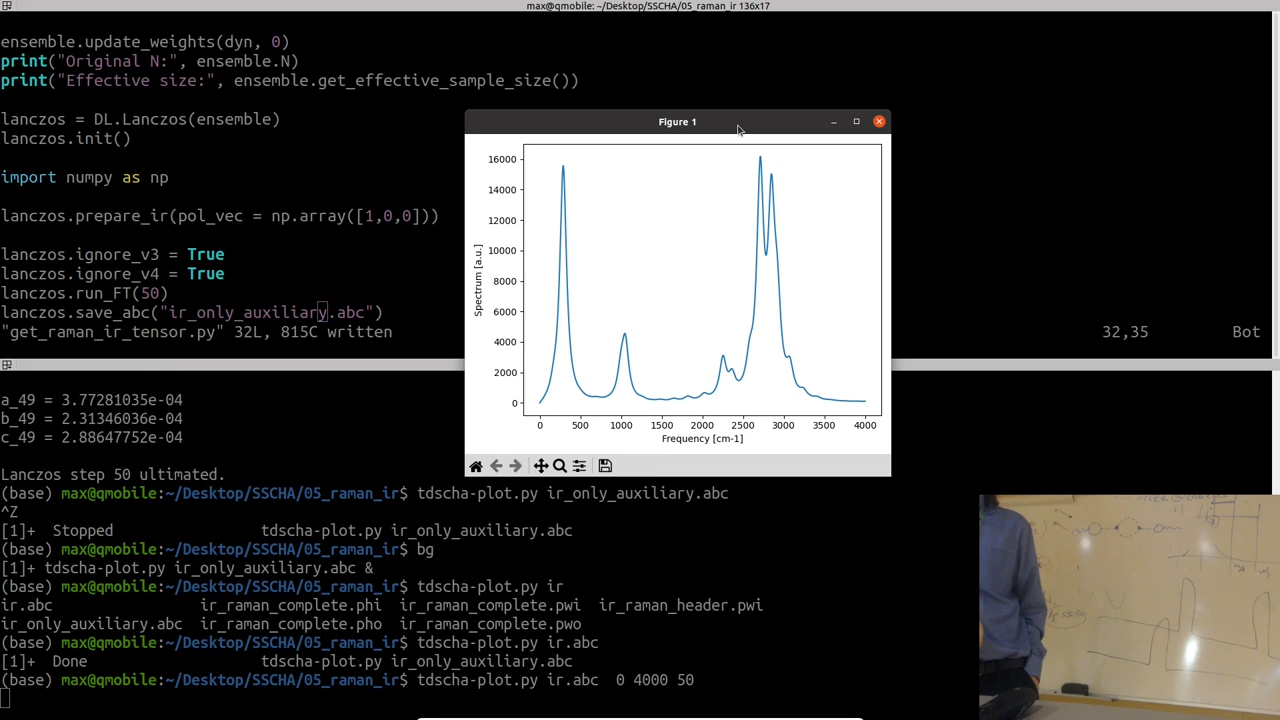 max@qmobile: ~/Desktop/SSCHA/05_raman_ir 136x17
ensemble.update_weights(dyn, 0)
print("Original N:", ensemble.N)
print("Effective size:", ensemble.get_effective_sample_size())
lanczos = DL.Lanczos(ensemble)
lanczos.init()
import numpy as np
lanczos.prepare_ir(pol_vec = np.array([1,0,0]))
lanczos.ignore_v3 = True
lanczos.ignore_v4 = True
lanczos.run_FT(50)
lanczos.save_abc("ir_only_auxiliary.abc")
"get_raman_ir_tensor.py" 32L, 815C written
32,35
Bot
Figure 1
16000
14000
12000
10000
8000
6000
4000
2000
0
Spectrum [a.u.]
0 500 1000 1500 2000 2500 3000 3500 4000
Frequency [cm-1]
a_49 = 3.77281035e-04
b_49 = 2.31346036e-04
c_49 = 2.88647752e-04
Lanczos step 50 ultimated.
(base) max@qmobile:~/Desktop/SSCHA/05_raman_ir$ tdscha-plot.py ir_only_auxiliary.abc
^Z
[1]+  Stopped                 tdscha-plot.py ir_only_auxiliary.abc
(base) max@qmobile:~/Desktop/SSCHA/05_raman_ir$ bg
[1]+ tdscha-plot.py ir_only_auxiliary.abc &
(base) max@qmobile:~/Desktop/SSCHA/05_raman_ir$ tdscha-plot.py ir
ir.abc                 ir_raman_complete.phi  ir_raman_complete.pwi  ir_raman_header.pwi
ir_only_auxiliary.abc  ir_raman_complete.pho  ir_raman_complete.pwo
(base) max@qmobile:~/Desktop/SSCHA/05_raman_ir$ tdscha-plot.py ir.abc
[1]+  Done                    tdscha-plot.py ir_only_auxiliary.abc
(base) max@qmobile:~/Desktop/SSCHA/05_raman_ir$ tdscha-plot.py ir.abc  0 4000 50